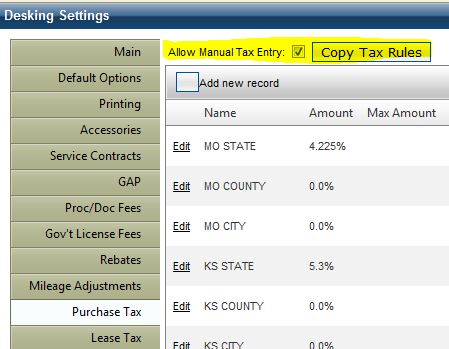 Desking Settings
Main
Default Options
Printing
Accessories
Service Contracts
GAP
Proc/Doc Fees
Gov't License Fees
Rebates
Mileage Adjustments
Purchase Tax
Lease Tax
Allow Manual Tax Entry: Copy Tax Rules
Add new record
Name Amount Max Amount
Edit MO STATE 4.225%
Edit MO COUNTY 0.0%
Edit MO CITY 0.0%
Edit KS STATE 5.3%
Edit KS COUNTY 0.0%
Edit KS CITY 0.0%